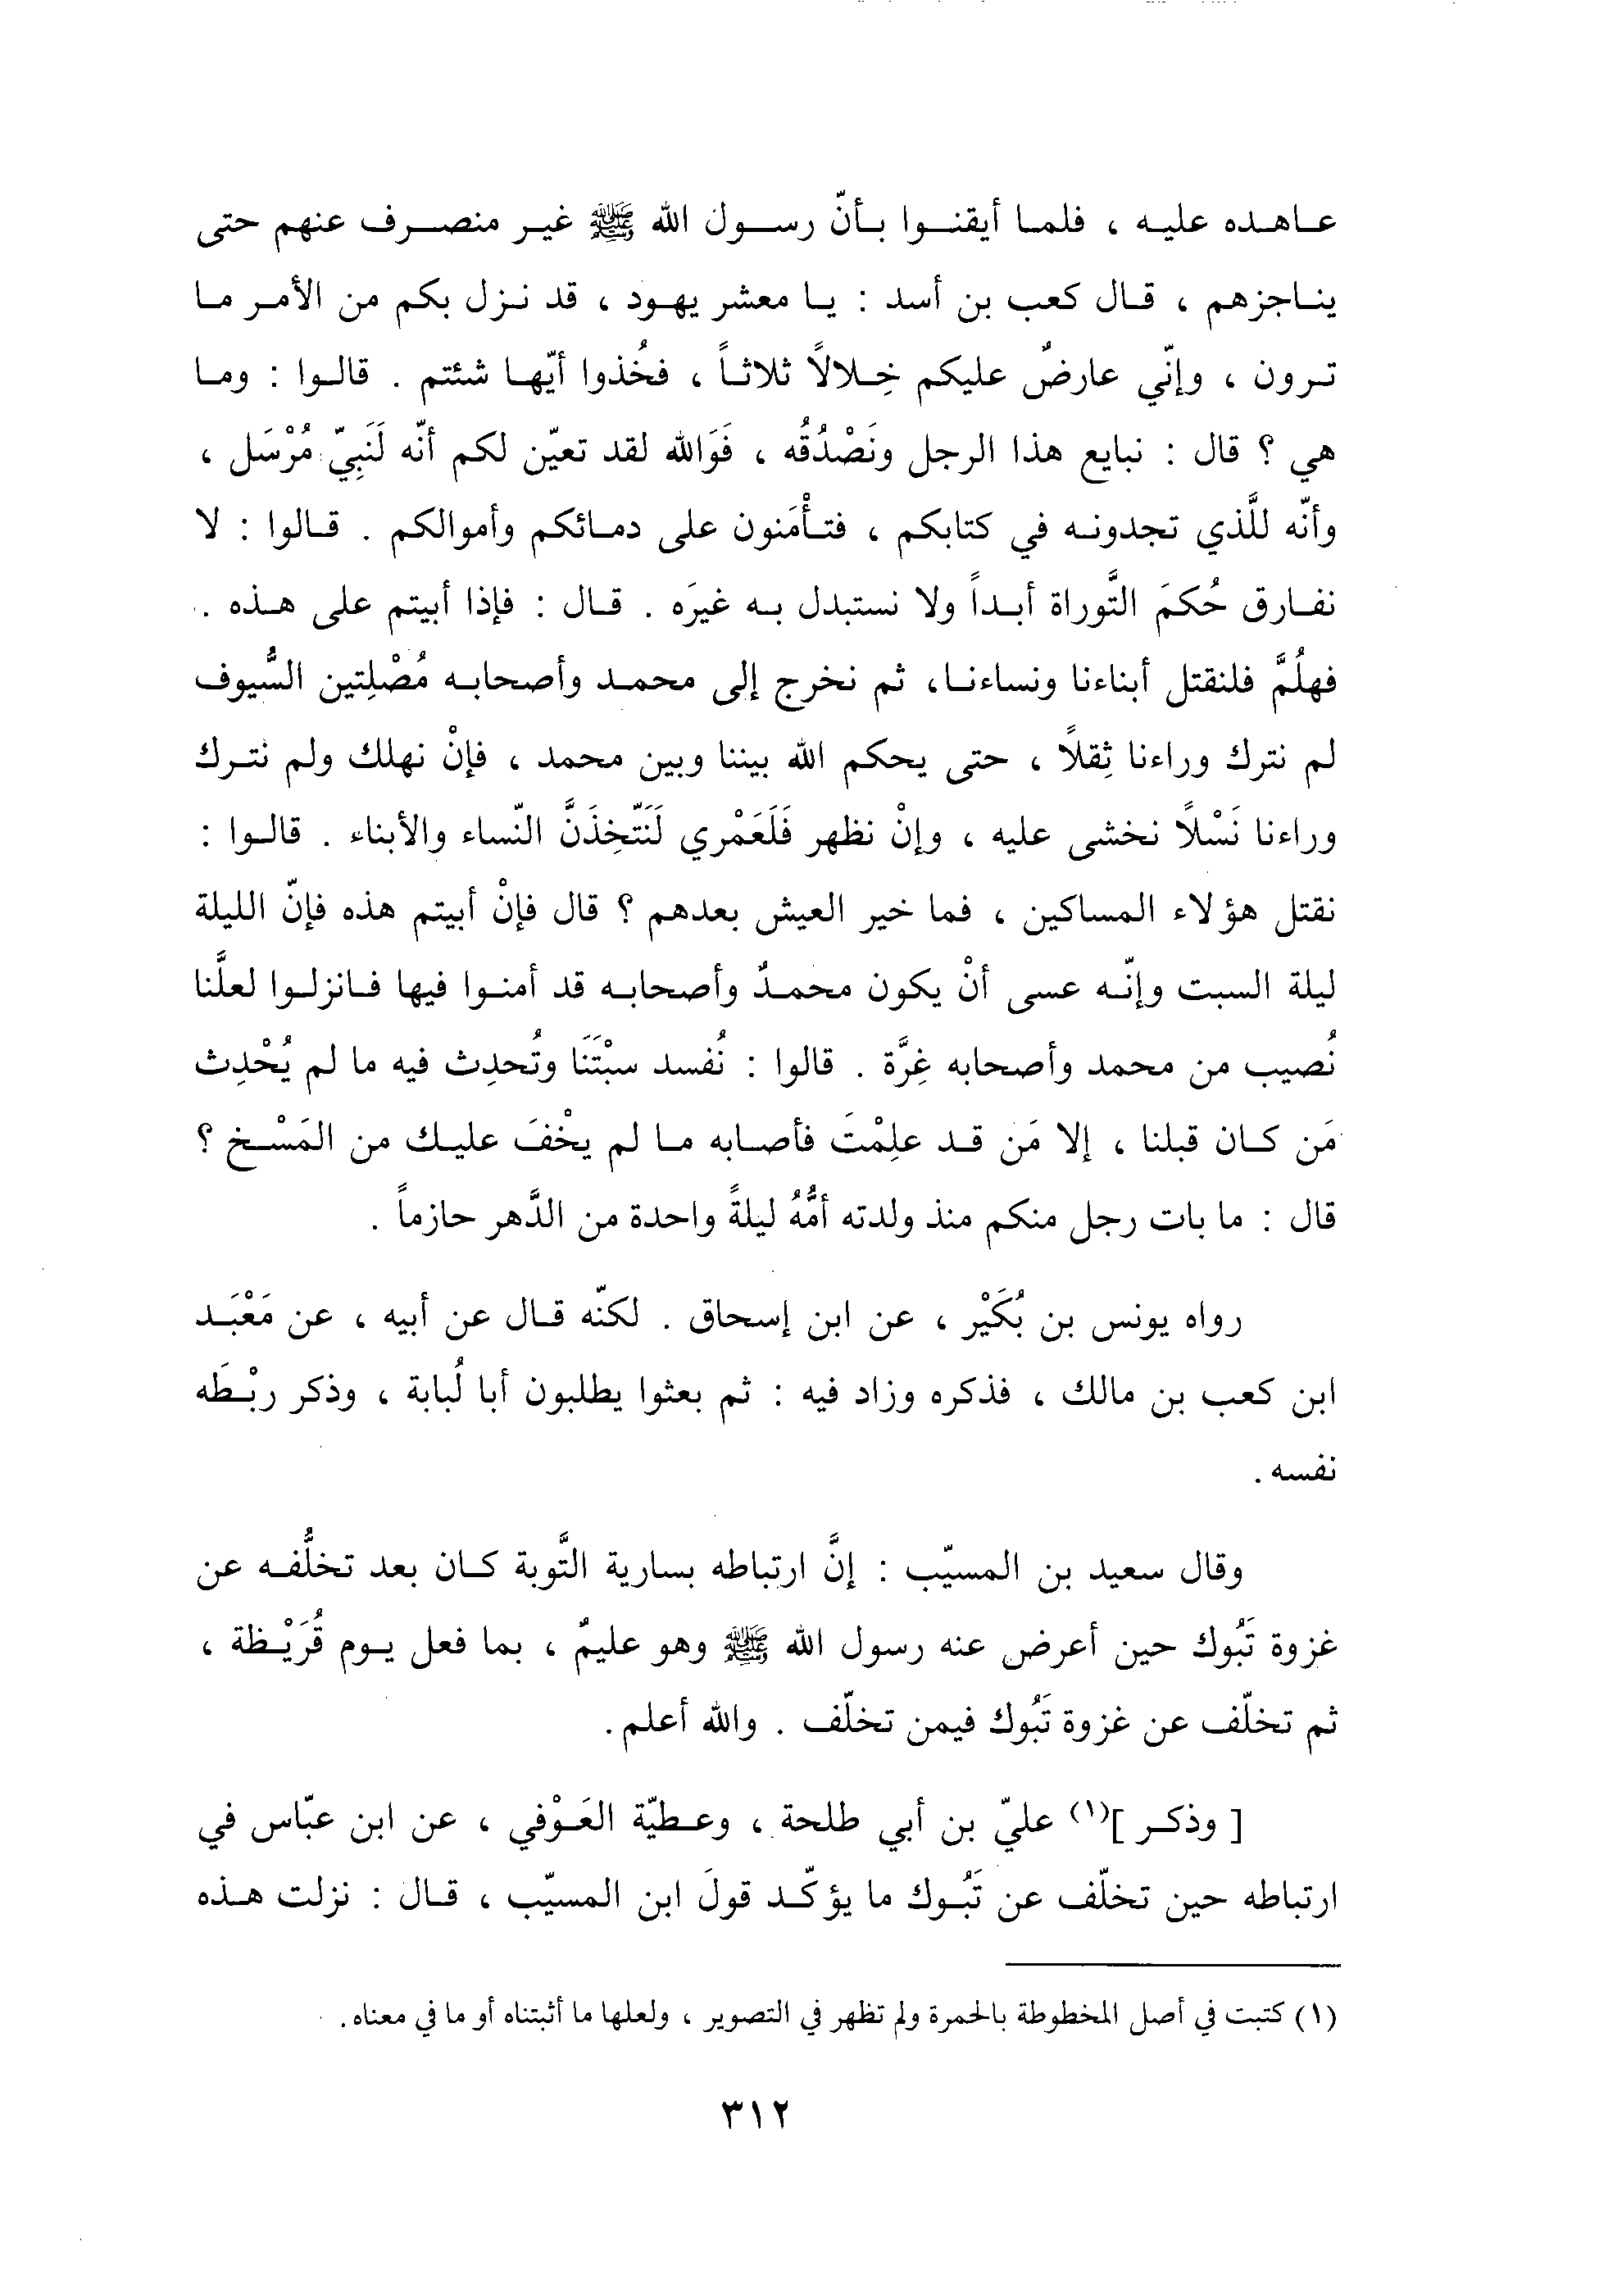 عاهده عليه ، فلما أيقنوا بأنّ رسول الله ﷺ غير منصرف عنهم حتى
يناجزهم ، قال كعب بن أسد : يا معشر يهود ، قد نزل بكم من الأمر ما
ترون ، وإنّي عارضٌ عليكم خِلالاً ثلاثاً ، فخُذوا أيّها شئتم . قالوا : وما
هي ؟ قال : نبايع هذا الرجل ونَصْدُقُه ، فَوَالله لقد تعيّن لكم أنّه لَنَبِيّ مُرْسَل ،
وأنّه للَّذي تجدونه في كتابكم ، فتأْمَنون على دمائكم وأموالكم . قالوا : لا
نفارق حُكمَ التَّوراة أبداً ولا نستبدل به غيرَه . قال : فإذا أبيتم على هذه .
فهلُمَّ فلنقتل أبناءنا ونساءنا، ثم نخرج إلى محمد وأصحابه مُصْلِتين السُّيوف
لم نترك وراءنا ثِقلاً ، حتى يحكم الله بيننا وبين محمد ، فإنْ نهلك ولم نترك
وراءنا نَسْلاً نخشى عليه ، وإنْ نظهر فَلَعَمْري لَنَتّخِذَنَّ النّساء والأبناء . قالوا :
نقتل هؤلاء المساكين ، فما خير العيش بعدهم ؟ قال فإنْ أبيتم هذه فإنّ الليلة
ليلة السبت وإنّه عسى أنْ يكون محمدٌ وأصحابه قد أمنوا فيها فانزلوا لعلَّنا
نُصيب من محمد وأصحابه غِرَّة . قالوا : نُفسد سبْتَنَا ونُحدِث فيه ما لم يُحْدِث
مَن كان قبلنا ، إلا مَن قد علِمْتَ فأصابه ما لم يخْفَ عليك من المَسْخ ؟
قال : ما بات رجل منكم منذ ولدته أمُّهُ ليلةً واحدة من الدَّهر حازماً .
رواه يونس بن بُكَيْر ، عن ابن إسحاق . لكنّه قال عن أبيه ، عن مَعْبَد
ابن كعب بن مالك ، فذكره وزاد فيه : ثم بعثوا يطلبون أبا لُبابة ، وذكر ربْطَه
نفسه .
وقال سعيد بن المسيّب : إنَّ ارتباطه بسارية التَّوبة كان بعد تخلُّفه عن
غزوة تَبُوك حين أعرض عنه رسول الله ﷺ وهو عليمٌ ، بما فعل يوم قُرَيْظة ،
ثم تخلّف عن غزوة تَبُوك فيمن تخلّف . والله أعلم .
[ وذكر ](١) عليّ بن أبي طلحة ، وعطيّة العَوْفي ، عن ابن عبّاس في
ارتباطه حين تخلّف عن تَبُوك ما يؤكّد قولَ ابن المسيّب ، قال : نزلت هذه
(١) كتبت في أصل المخطوطة بالحمرة ولم تظهر في التصوير ، ولعلها ما أثبتناه أو ما في معناه .
٣١٢